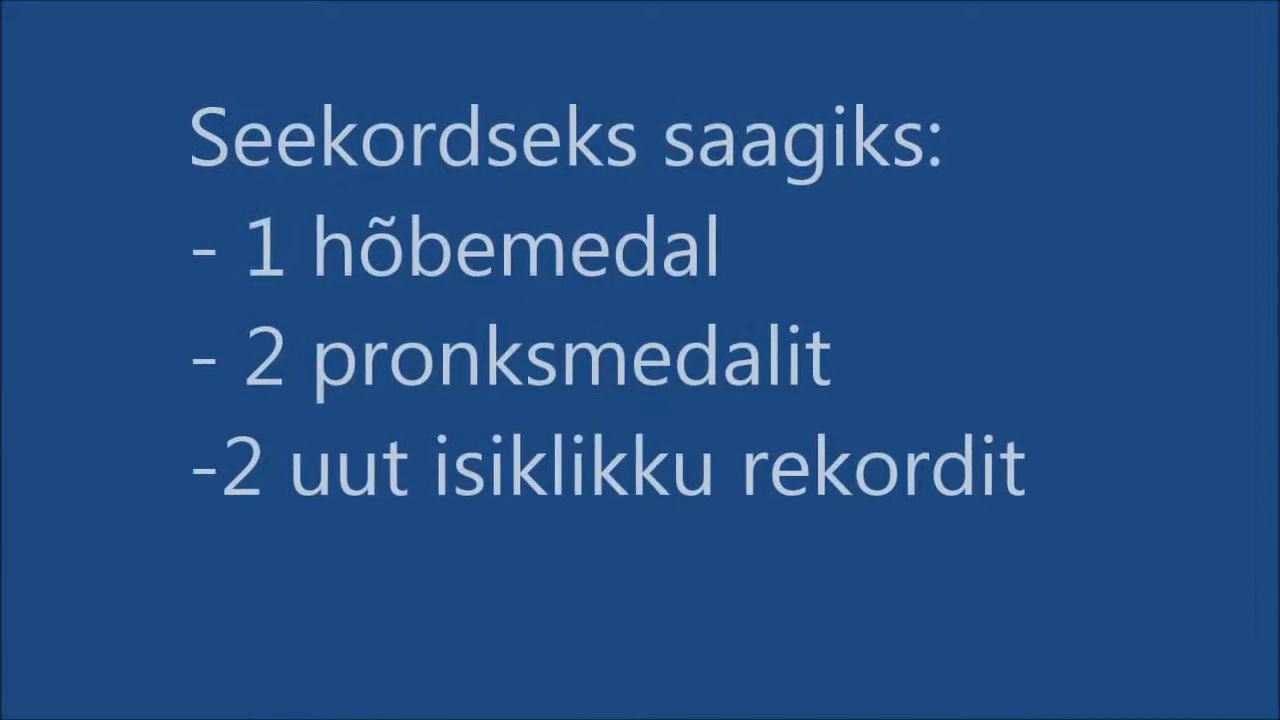 Seekordseks saagiks:
- 1 hõbemedal
- 2 pronksmedalit
-2 uut isiklikku rekordit